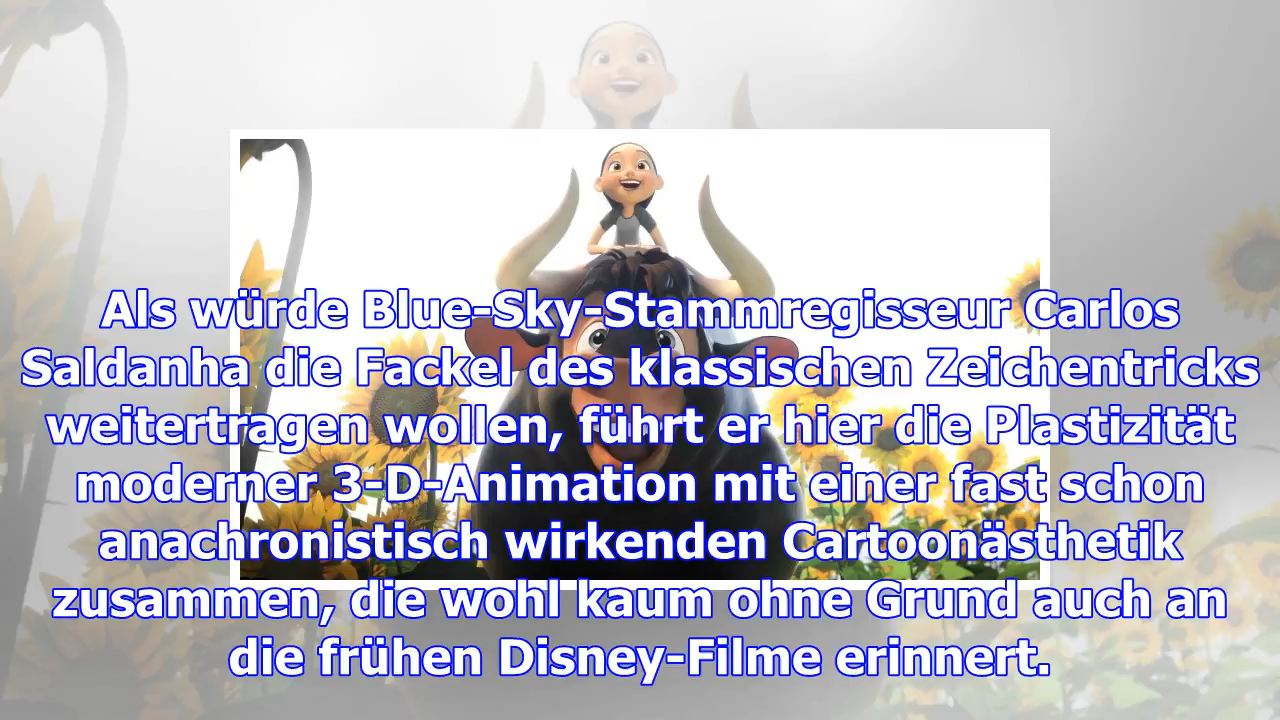 Als würde Blue-Sky-Stammregisseur Carlos
Saldanha die Fackel des klassischen Zeichentricks
weitertragen wollen, führt er hier die Plastizität
moderner 3-D-Animation mit einer fast schon
anachronistisch wirkenden Cartoonästhetik
zusammen, die wohl kaum ohne Grund auch an
die frühen Disney-Filme erinnert.